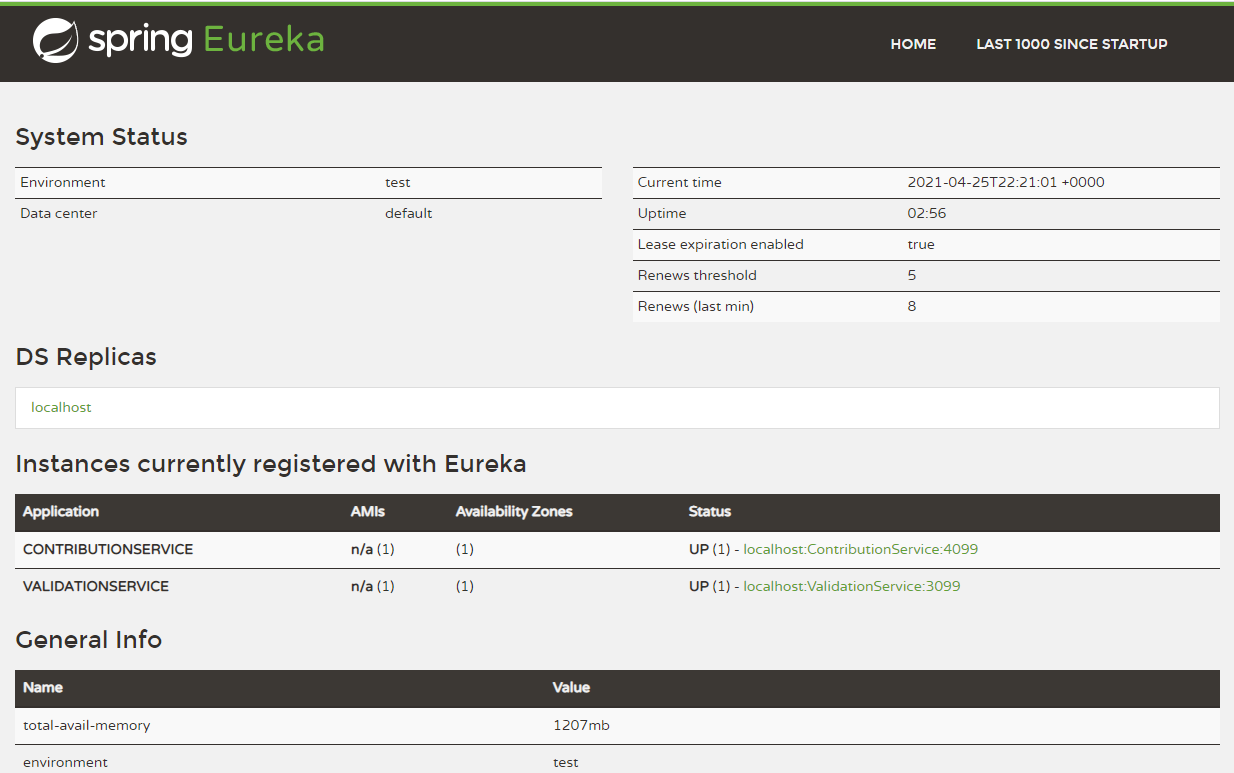 spring Eureka
HOME LAST 1000 SINCE STARTUP
System Status
Environment test
Data center default
Current time 2021-04-25T22:21:01 +0000
Uptime 02:56
Lease expiration enabled true
Renews threshold 5
Renews (last min) 8
DS Replicas
localhost
Instances currently registered with Eureka
Application AMIs Availability Zones Status
CONTRIBUTIONSERVICE n/a (1) (1) UP (1) - localhost:ContributionService:4099
VALIDATIONSERVICE n/a (1) (1) UP (1) - localhost:ValidationService:3099
General Info
Name Value
total-avail-memory 1207mb
environment test